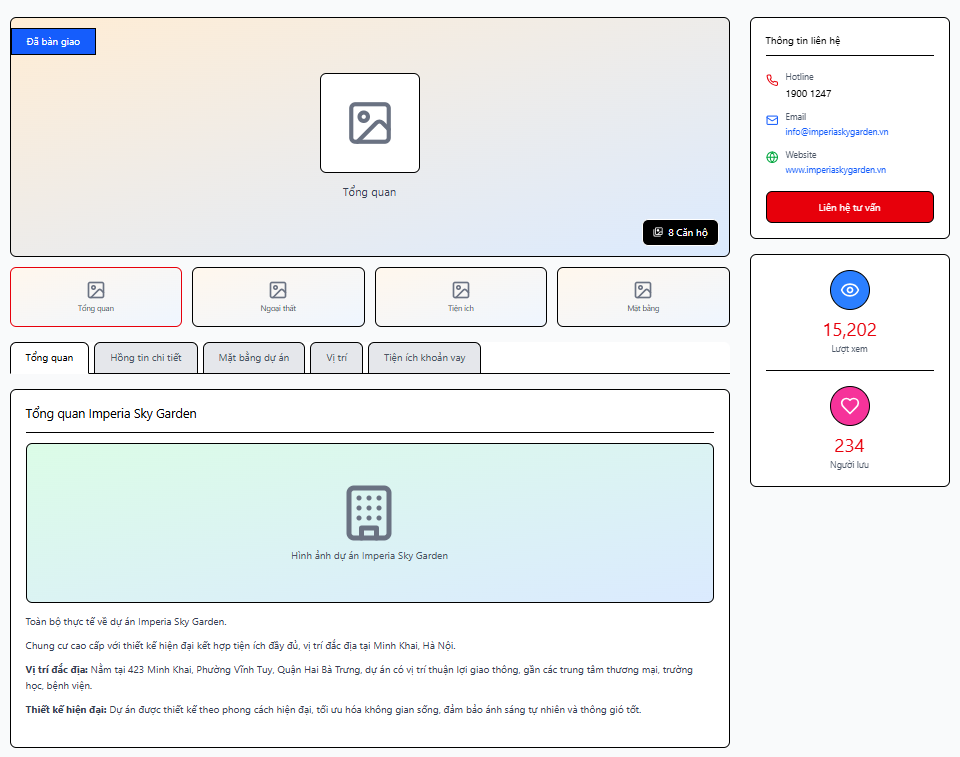 Đã bàn giao
Tổng quan
8 Căn hộ
Tổng quan
Ngoại thất
Tiện ích
Mặt bằng
Tổng quan
Hồng tin chi tiết
Mặt bằng dự án
Vị trí
Tiện ích khoản vay
Tổng quan Imperia Sky Garden
Hình ảnh dự án Imperia Sky Garden
Toàn bộ thực tế về dự án Imperia Sky Garden.
Chung cư cao cấp với thiết kế hiện đại kết hợp tiện ích đầy đủ, vị trí đắc địa tại Minh Khai, Hà Nội.
Vị trí đắc địa: Nằm tại 423 Minh Khai, Phường Vĩnh Tuy, Quận Hai Bà Trưng, dự án có vị trí thuận lợi giao thông, gần các trung tâm thương mại, trường
học, bệnh viện.
Thiết kế hiện đại: Dự án được thiết kế theo phong cách hiện đại, tối ưu hóa không gian sống, đảm bảo ánh sáng tự nhiên và thông gió tốt.
Thông tin liên hệ
Hotline
1900 1247
Email
info@imperiaskygarden.vn
Website
www.imperiaskygarden.vn
Liên hệ tư vấn
15,202
Lượt xem
234
Người lưu